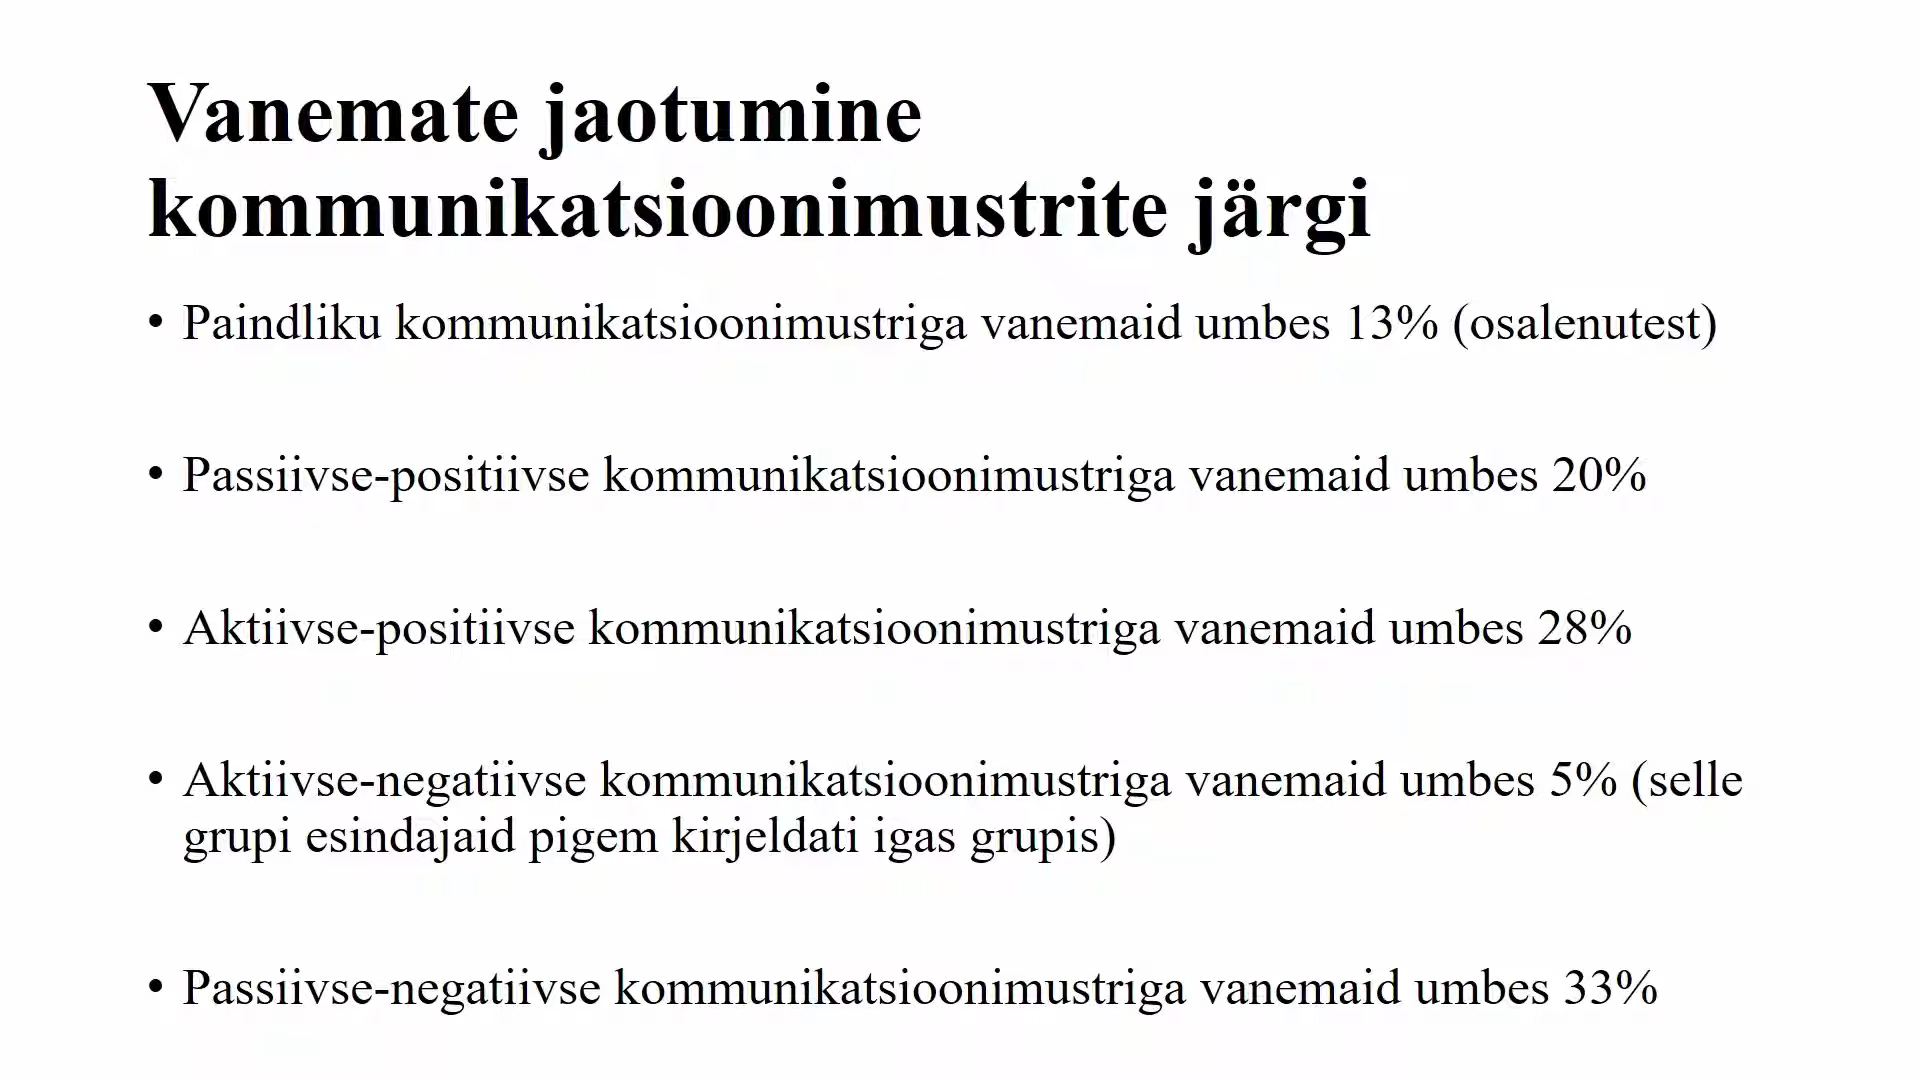 Vanemate jaotumine
kommunikatsioonimustrite järgi
• Paindliku kommunikatsioonimustriga vanemaid umbes 13% (osalenutest)
• Passiivse-positiivse kommunikatsioonimustriga vanemaid umbes 20%
• Aktiivse-positiivse kommunikatsioonimustriga vanemaid umbes 28%
• Aktiivse-negatiivse kommunikatsioonimustriga vanemaid umbes 5% (selle
grupi esindajaid pigem kirjeldati igas grupis)
• Passiivse-negatiivse kommunikatsioonimustriga vanemaid umbes 33%